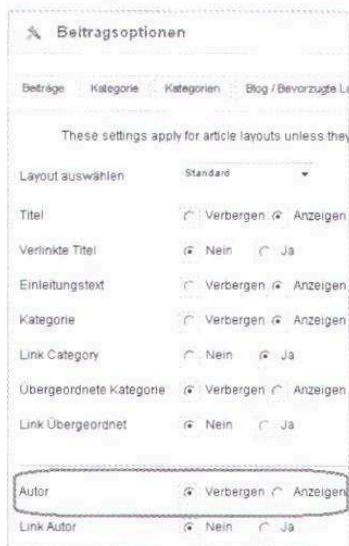 Beitragsoptionen
Beiträge Kategorie Kategorien Blog / Bevorzugte
These settings apply for article layouts unless they
Layout auswählen Standard
Titel Verbergen Anzeigen
Verlinkte Titel Nein Ja
Einleitungstext Verbergen Anzeigen
Kategorie Verbergen Anzeigen
Link Category Nein Ja
Übergeordnete Kategorie Verbergen Anzeigen
Link Übergeordnet Nein Ja
Autor Verbergen Anzeigen
Link Autor Nein Ja